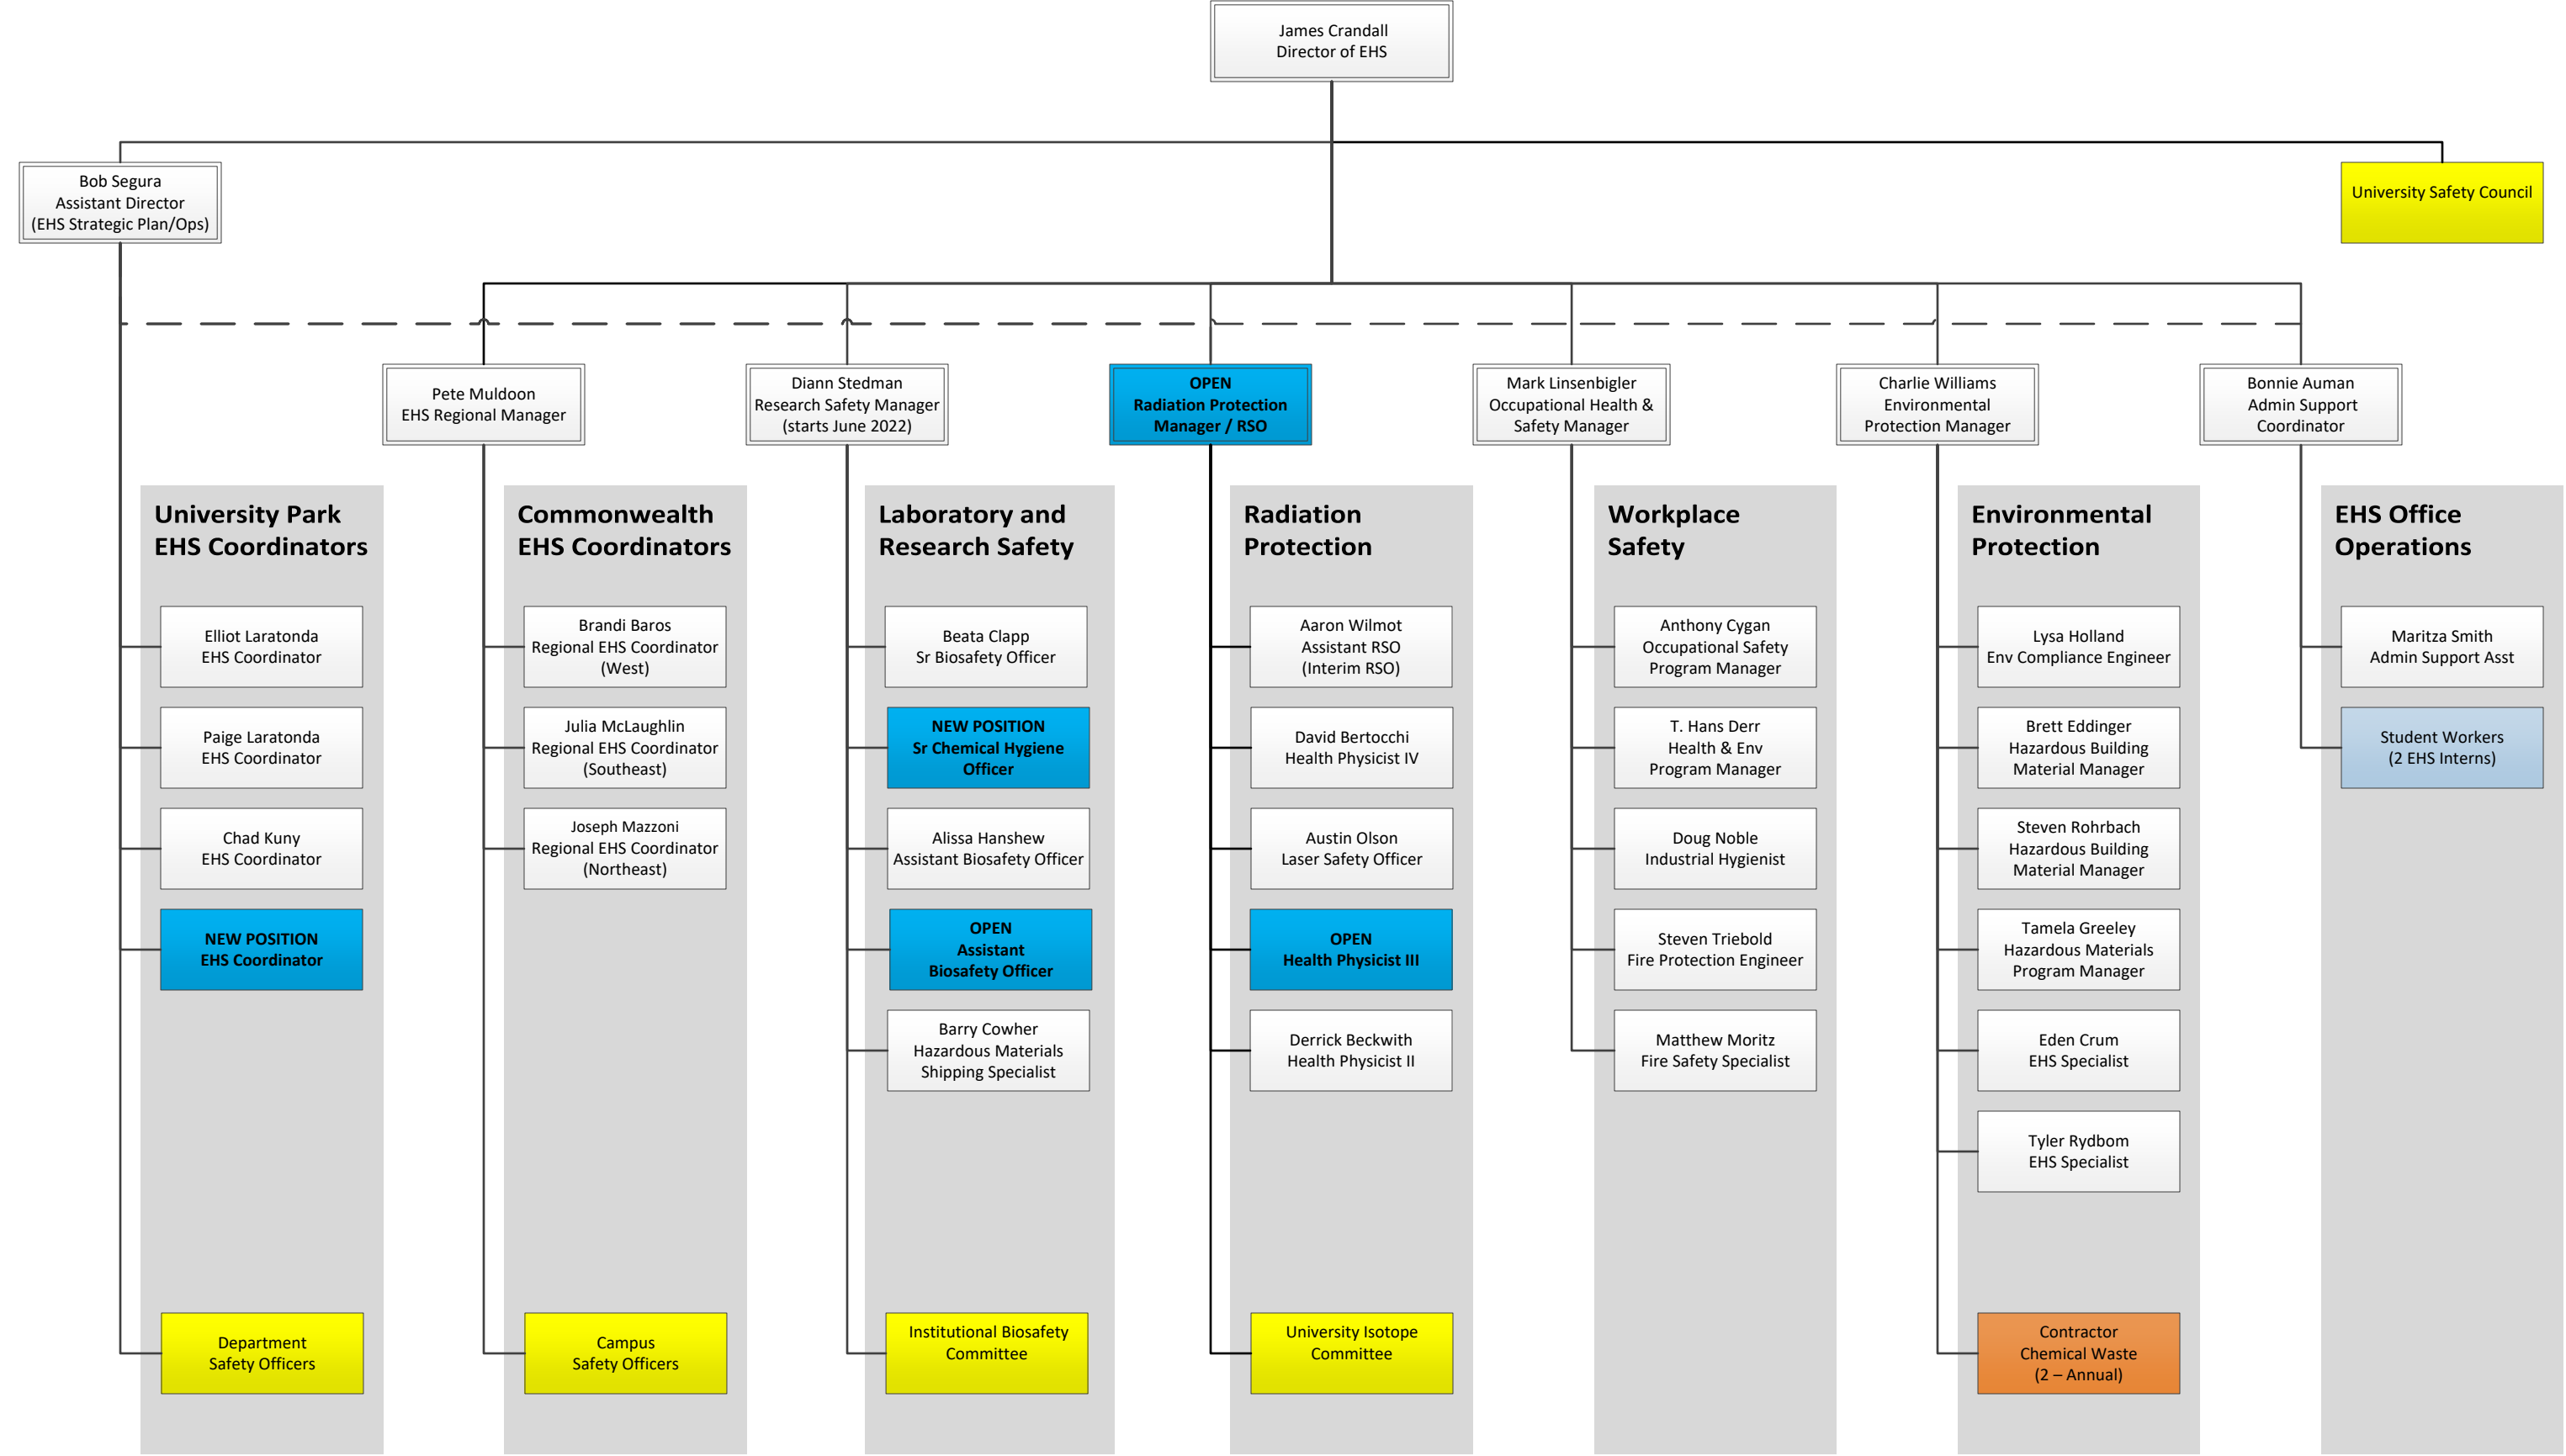 James Crandall
Director of EHS
Bob Segura
Assistant Director
(EHS Strategic Plan/Ops)
University Safety Council
Pete Muldoon
EHS Regional Manager
Diann Stedman
Research Safety Manager
(starts June 2022)
OPEN
Radiation Protection
Manager / RSO
Mark Linsenbigler
Occupational Health &
Safety Manager
Charlie Williams
Environmental
Protection Manager
Bonnie Auman
Admin Support
Coordinator
University Park
EHS Coordinators
Elliot Laratonda
EHS Coordinator
Paige Laratonda
EHS Coordinator
Chad Kuny
EHS Coordinator
NEW POSITION
EHS Coordinator
Department
Safety Officers
Commonwealth
EHS Coordinators
Brandi Baros
Regional EHS Coordinator
(West)
Julia McLaughlin
Regional EHS Coordinator
(Southeast)
Joseph Mazzoni
Regional EHS Coordinator
(Northeast)
Campus
Safety Officers
Laboratory and
Research Safety
Beata Clapp
Sr Biosafety Officer
NEW POSITION
Sr Chemical Hygiene
Officer
Alissa Hanshew
Assistant Biosafety Officer
OPEN
Assistant
Biosafety Officer
Barry Cowher
Hazardous Materials
Shipping Specialist
Institutional Biosafety
Committee
Radiation
Protection
Aaron Wilmot
Assistant RSO
(Interim RSO)
David Bertocchi
Health Physicist IV
Austin Olson
Laser Safety Officer
OPEN
Health Physicist III
Derrick Beckwith
Health Physicist II
University Isotope
Committee
Workplace
Safety
Anthony Cygan
Occupational Safety
Program Manager
T. Hans Derr
Health & Env
Program Manager
Doug Noble
Industrial Hygienist
Steven Triebold
Fire Protection Engineer
Matthew Moritz
Fire Safety Specialist
Environmental
Protection
Lysa Holland
Env Compliance Engineer
Brett Eddinger
Hazardous Building
Material Manager
Steven Rohrbach
Hazardous Building
Material Manager
Tamela Greeley
Hazardous Materials
Program Manager
Eden Crum
EHS Specialist
Tyler Rydbom
EHS Specialist
Contractor
Chemical Waste
(2 – Annual)
EHS Office
Operations
Maritza Smith
Admin Support Asst
Student Workers
(2 EHS Interns)